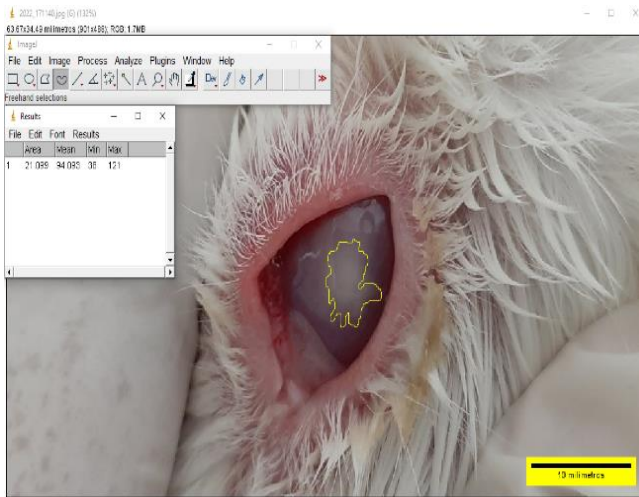 2022_171140.jpg (G) (132%)
63.67x34.49 milimetros (901x488); RGB; 1.7MB
ImageJ
File Edit Image Process Analyze Plugins Window Help
Dev
Freehand selections
Results
File Edit Font Results
Area Mean Min Max
1 21.099 94.093 38 121
10 milimetros